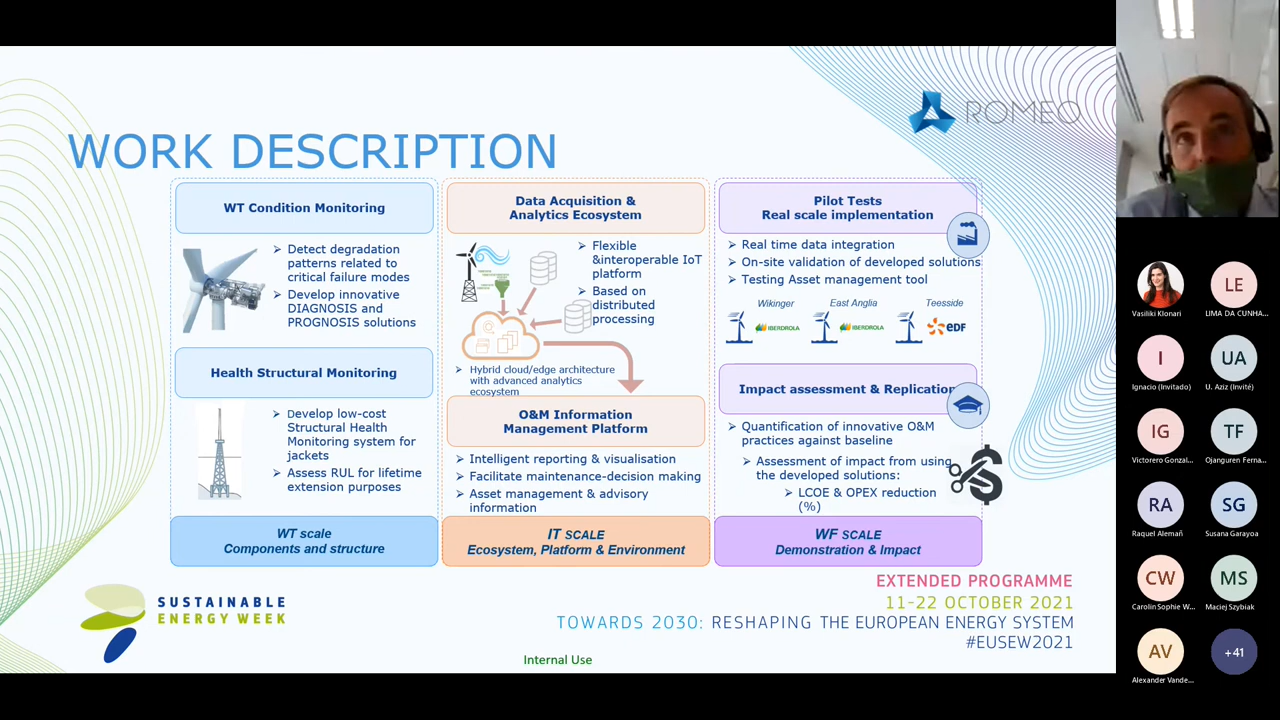 ROMEO
WORK DESCRIPTION
WT Condition Monitoring
➢ Detect degradation
patterns related to
critical failure modes
➢ Develop innovative
DIAGNOSIS and
PROGNOSIS solutions
Health Structural Monitoring
➢ Develop low-cost
Structural Health
Monitoring system for
jackets
➢ Assess RUL for lifetime
extension purposes
WT scale
Components and structure
Data Acquisition &
Analytics Ecosystem
➢ Flexible
&interoperable IoT
platform
➢ Based on
distributed
processing
➢ Hybrid cloud/edge architecture
with advanced analytics
ecosystem
O&M Information
Management Platform
➢ Intelligent reporting & visualisation
➢ Facilitate maintenance-decision making
➢ Asset management & advisory
information
IT SCALE
Ecosystem, Platform & Environment
Pilot Tests
Real scale implementation
➢ Real time data integration
➢ On-site validation of developed solutions
➢ Testing Asset management tool
Wikinger East Anglia Teesside
IBERDROLA IBERDROLA eDF
Impact assessment & Replication
➢ Quantification of innovative O&M
practices against baseline
➢ Assessment of impact from using
the developed solutions:
➢ LCOE & OPEX reduction
(%)
WF SCALE
Demonstration & Impact
SUSTAINABLE
ENERGY WEEK
EXTENDED PROGRAMME
11-22 OCTOBER 2021
TOWARDS 2030: RESHAPING THE EUROPEAN ENERGY SYSTEM
#EUSEW2021
Internal Use
LE
Vasiliki Klonari LIMA DA CUNHA...
I UA
Ignacio (Invitado) U. Aziz (Invité)
IG TF
Victorero Gonzal... Ojanguren Ferna...
RA SG
Raquel Alemañ Susana Garayoa
CW MS
Carolin Sophie W... Maciej Szybiak
AV +41
Alexander Vande...